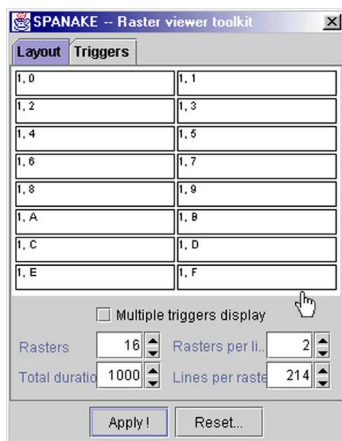 SPANAKE -- Raster viewer toolkit
Layout Triggers
1, 0 1, 1
1, 2 1, 3
1, 4 1, 5
1, 6 1, 7
1, 8 1, 9
1, A 1, B
1, C 1, D
1, E 1, F
Multiple triggers display
Rasters 16 Rasters per li..
2
Total duratio 1000 Lines per raste 214
Apply! Reset...